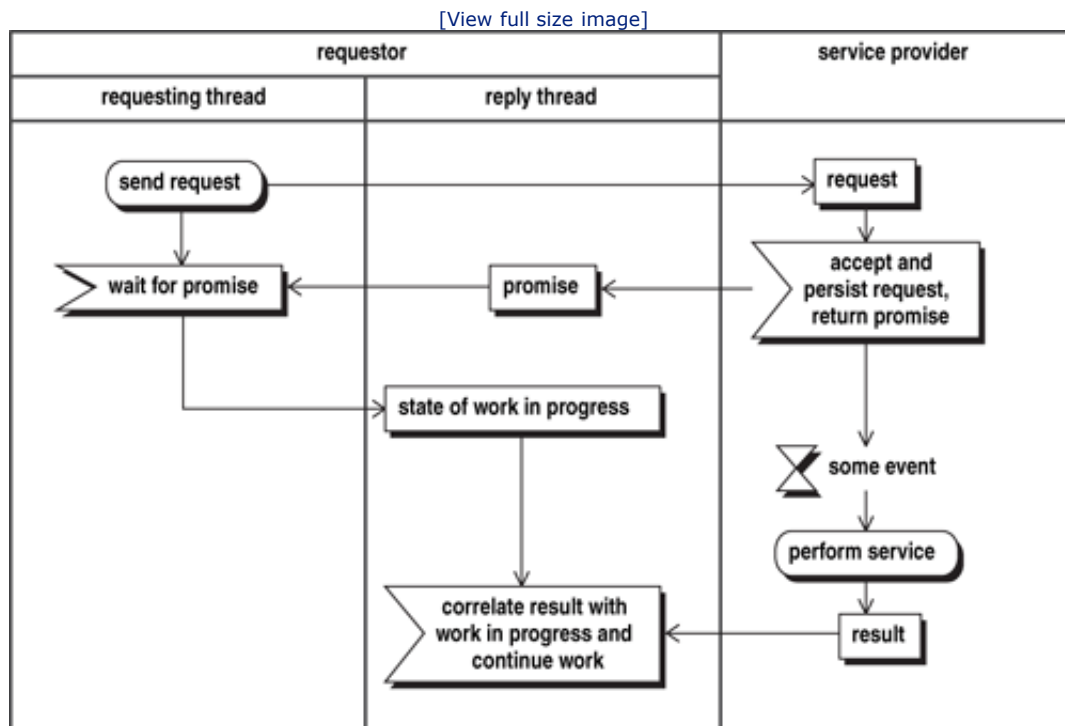 [View full size image]
requestor
service provider
requesting thread
reply thread
send request
request
wait for promise
promise
accept and
persist request,
return promise
state of work in progress
some event
perform service
correlate result with
work in progress and
continue work
result